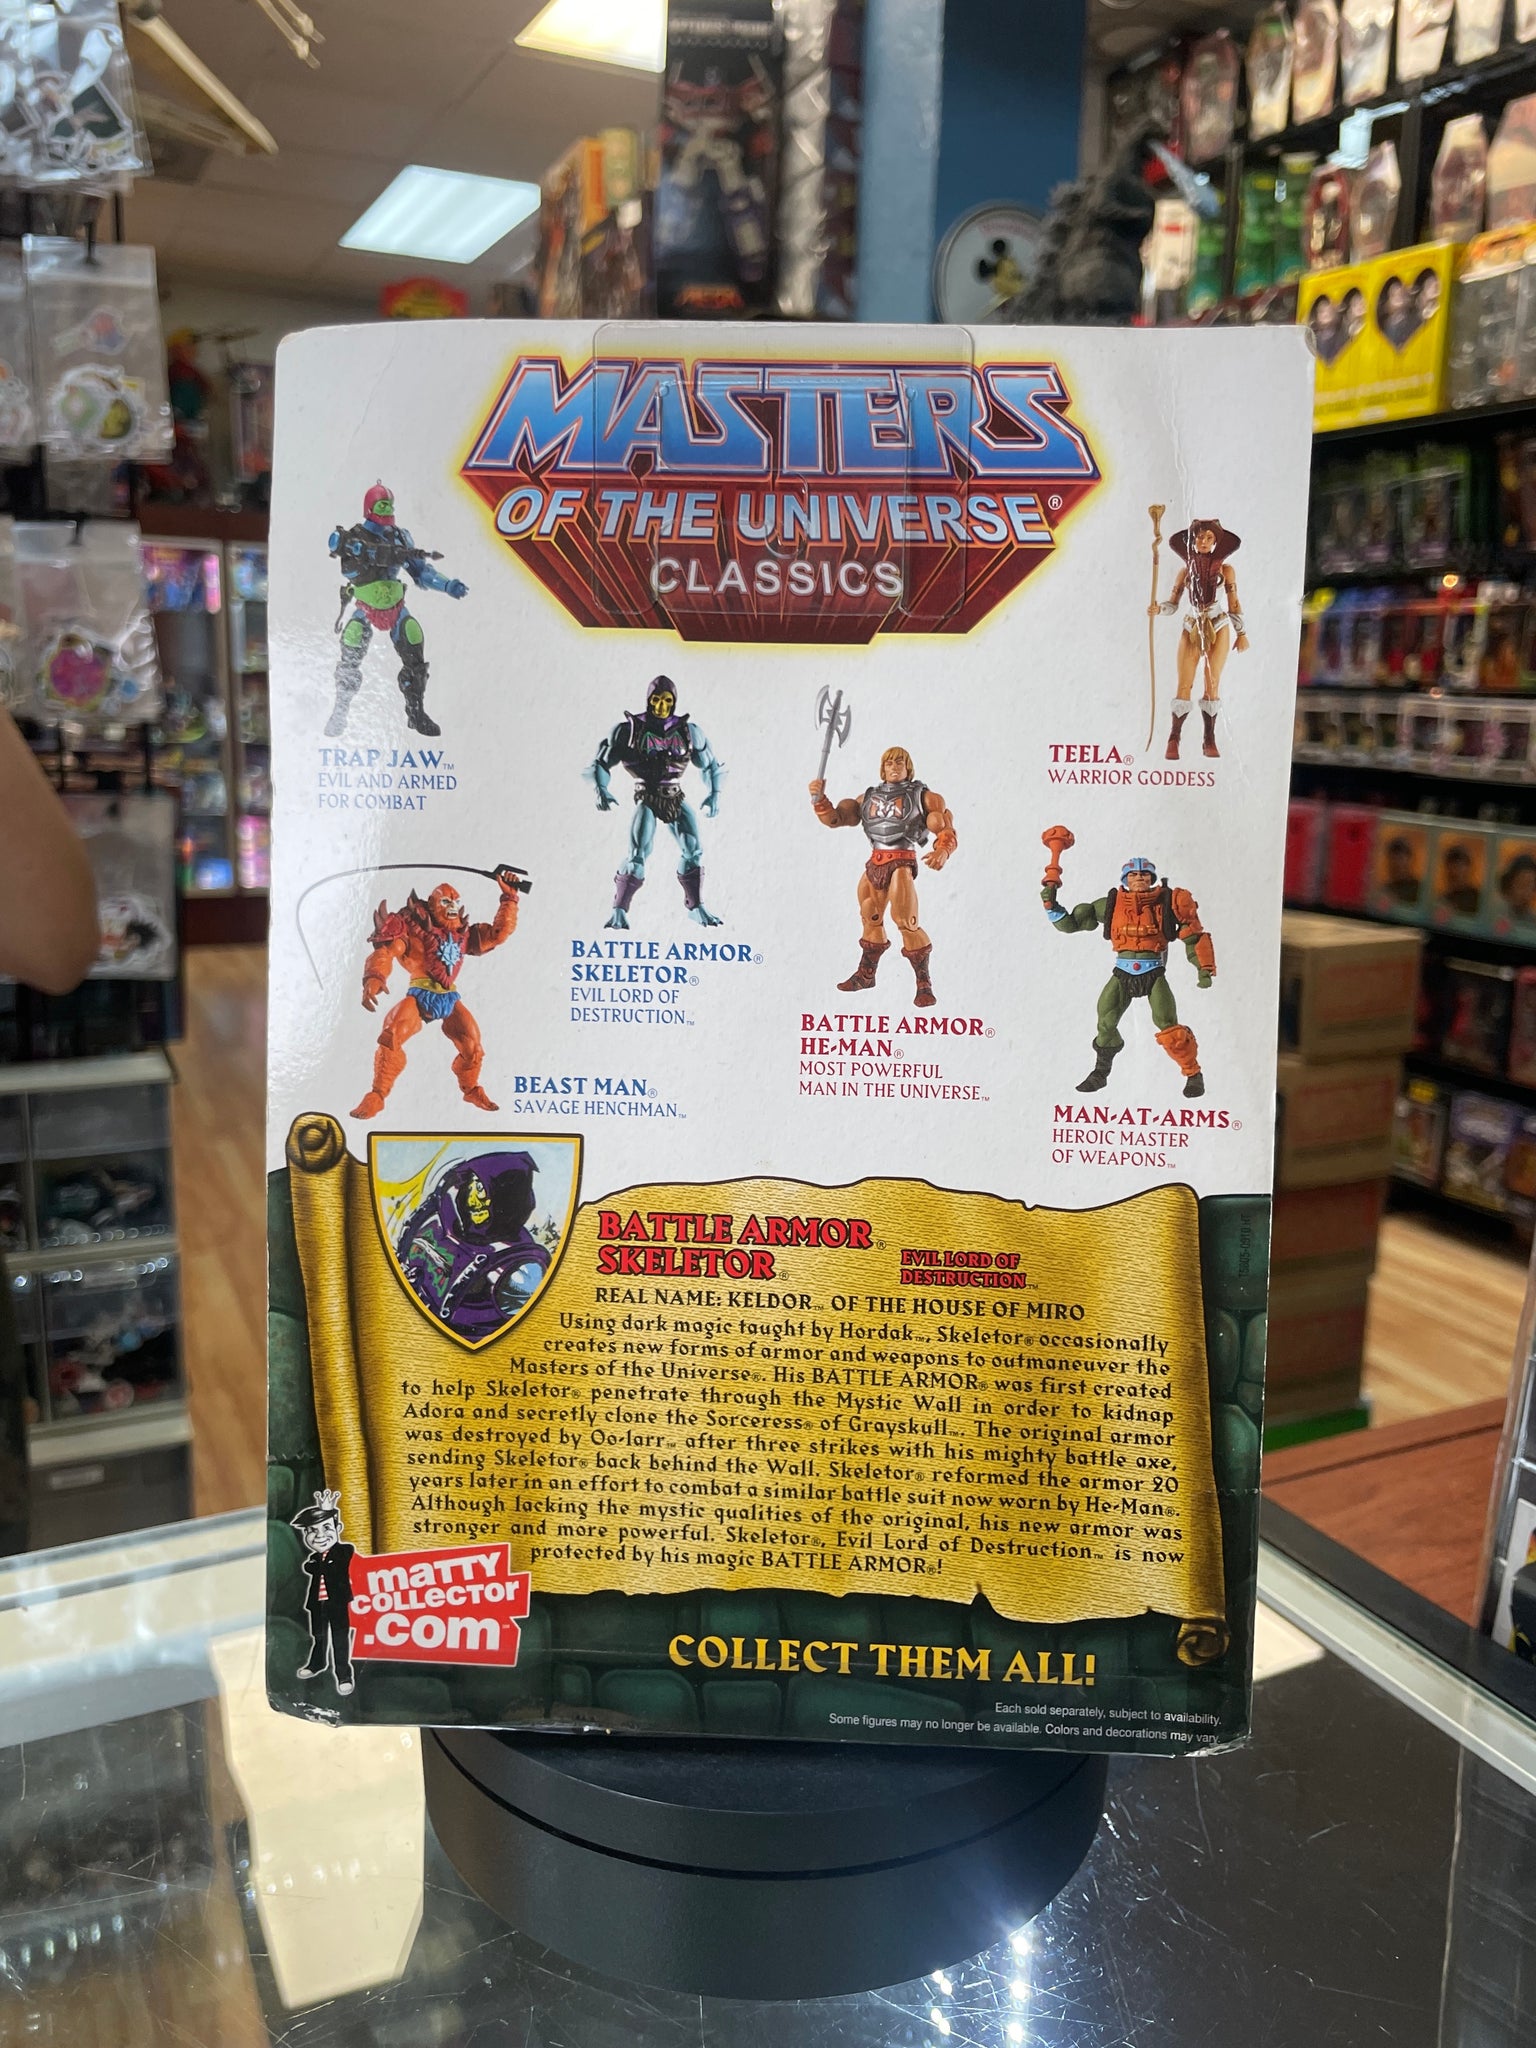 MASTERS
OF THE UNIVERSE®
CLASSICS
TRAP JAW™
EVIL AND ARMED
FOR COMBAT
TEELA®
WARRIOR GODDESS
BATTLE ARMOR®
SKELETOR®
EVIL LORD OF
DESTRUCTION™
BATTLE ARMOR®
HE-MAN®
MOST POWERFUL
MAN IN THE UNIVERSE™
BEAST MAN®
SAVAGE HENCHMAN™
MAN-AT-ARMS®
HEROIC MASTER
OF WEAPONS™
BATTLE ARMOR®
SKELETOR®
EVIL LORD OF
DESTRUCTION™
REAL NAME: KELDOR™ OF THE HOUSE OF MIRO
Using dark magic taught by Hordak™, Skeletor® occasionally
creates new forms of armor and weapons to outmaneuver the
Masters of the Universe®. His BATTLE ARMOR® was first created
to help Skeletor® penetrate through the Mystic Wall in order to kidnap
Adora and secretly clone the Sorceress® of Grayskull™. The original armor
was destroyed by Oo-larr™ after three strikes with his mighty battle axe,
sending Skeletor® back behind the Wall. Skeletor® reformed the armor 20
years later in an effort to combat a similar battle suit now worn by He-Man®.
Although lacking the mystic qualities of the original, his new armor was
stronger and more powerful. Skeletor®, Evil Lord of Destruction™ is now
protected by his magic BATTLE ARMOR®!
maTTY
COLLECTOR
.com
COLLECT THEM ALL!
Each sold separately, subject to availability.
Some figures may no longer be available. Colors and decorations may vary.